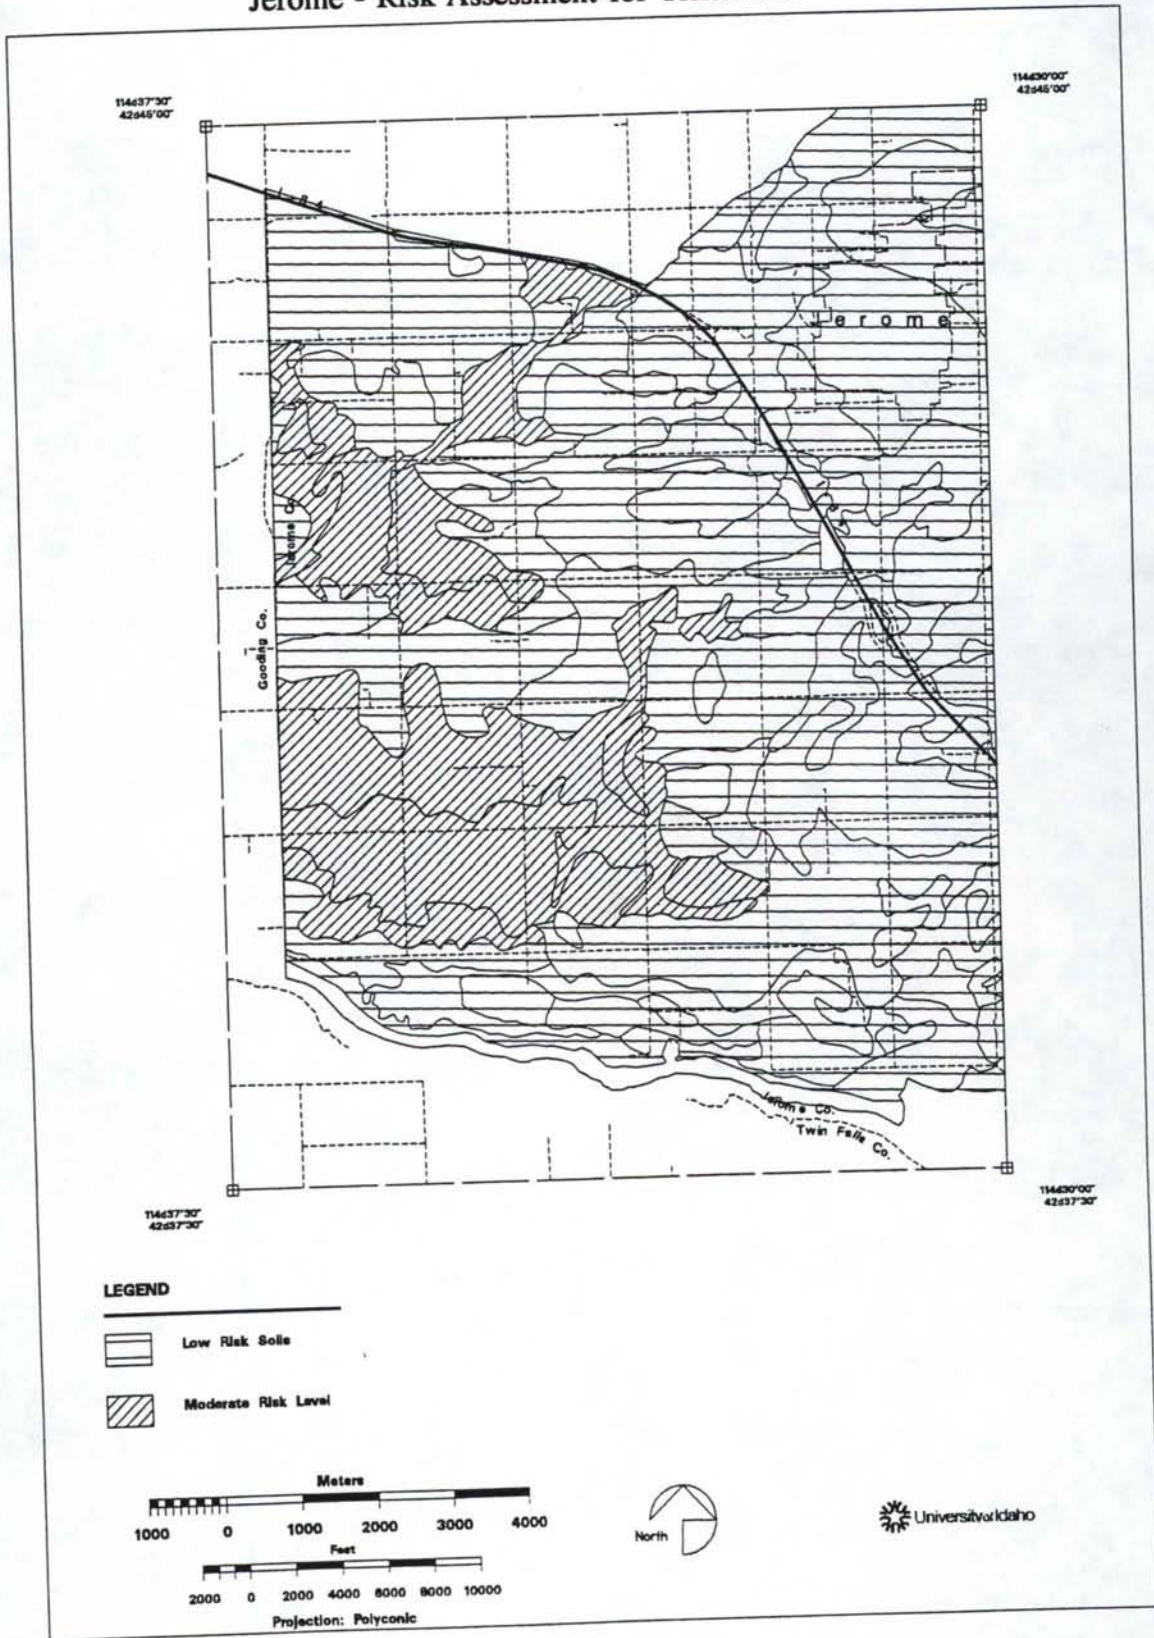 Jerome - Risk Assessment for
114d37'30"
42d45'00"
114d30'00"
42d45'00"
I-84
Jerome
I-84
Jerome Co.
Gooding Co.
Jerome Co.
Twin Falls Co.
114d37'30"
42d37'30"
114d30'00"
42d37'30"
LEGEND
Low Risk Soils
Moderate Risk Level
Meters
1000 0 1000 2000 3000 4000
Feet
2000 0 2000 4000 6000 8000 10000
Projection: Polyconic
North
University of Idaho